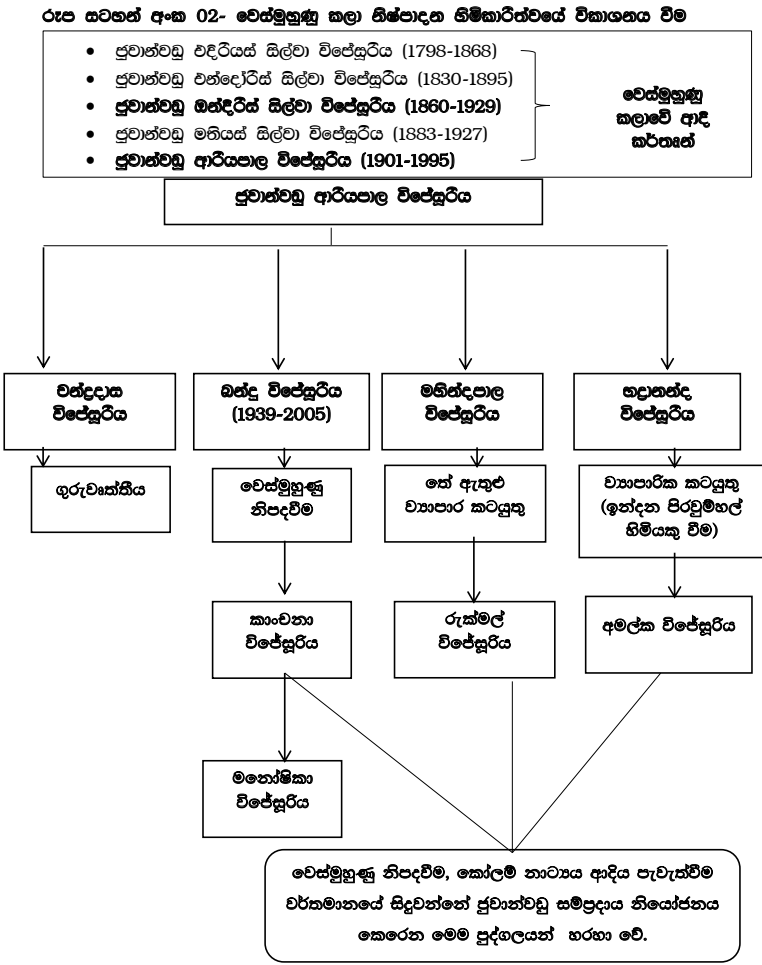 රූප සටහන් අංක 02- වෙස්මුහුණු කලා නිෂ්පාදන හිමිකාරීත්වයේ විකාශනය වීම
• ජුවාන්වඩු එදිරියස් සිල්වා විජේසූරිය (1798-1868)
• ජුවාන්වඩු එන්දෝරිස් සිල්වා විජේසූරිය (1830-1895)
• ජුවාන්වඩු ඔන්දිරිස් සිල්වා විජේසූරිය (1860-1929)
• ජුවාන්වඩු මතියස් සිල්වා විජේසූරිය (1883-1927)
• ජුවාන්වඩු ආරියපාල විජේසූරිය (1901-1995)
වෙස්මුහුණු
කලාවේ ආදී
කර්තෘන්
ජුවාන්වඩු ආරියපාල විජේසූරිය
චන්ද්‍රදාස
විජේසූරිය
බන්දු විජේසූරිය
(1939-2005)
මහින්දපාල
විජේසූරිය
භද්‍රානන්ද
විජේසූරිය
ගුරුවෘත්තිය
වෙස්මුහුණු
නිපදවීම
තේ ඇතුළු
ව්‍යාපාර කටයුතු
ව්‍යාපාරික කටයුතු
(ඉන්දන පිරවුම්හල්
හිමියකු වීම)
කාංචනා
විජේසූරිය
රුක්මල්
විජේසූරිය
අමල්ක විජේසූරිය
මනෝෂිකා
විජේසූරිය
වෙස්මුහුණු නිපදවීම, කෝලම් නාට්‍යය ආදිය පැවැත්වීම
වර්තමානයේ සිදුවන්නේ ජුවාන්වඩු සම්ප්‍රදාය නියෝජනය
කෙරෙන මෙම පුද්ගලයන් හරහා වේ.